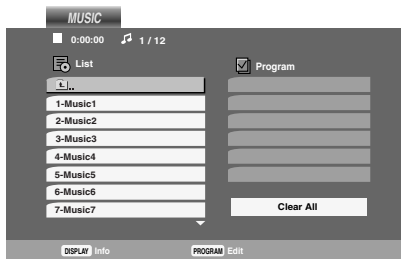 MUSIC
0:00:00 1 / 12
List
Program
..
1-Music1
2-Music2
3-Music3
4-Music4
5-Music5
6-Music6
7-Music7
Clear All
DISPLAY Info PROGRAM Edit